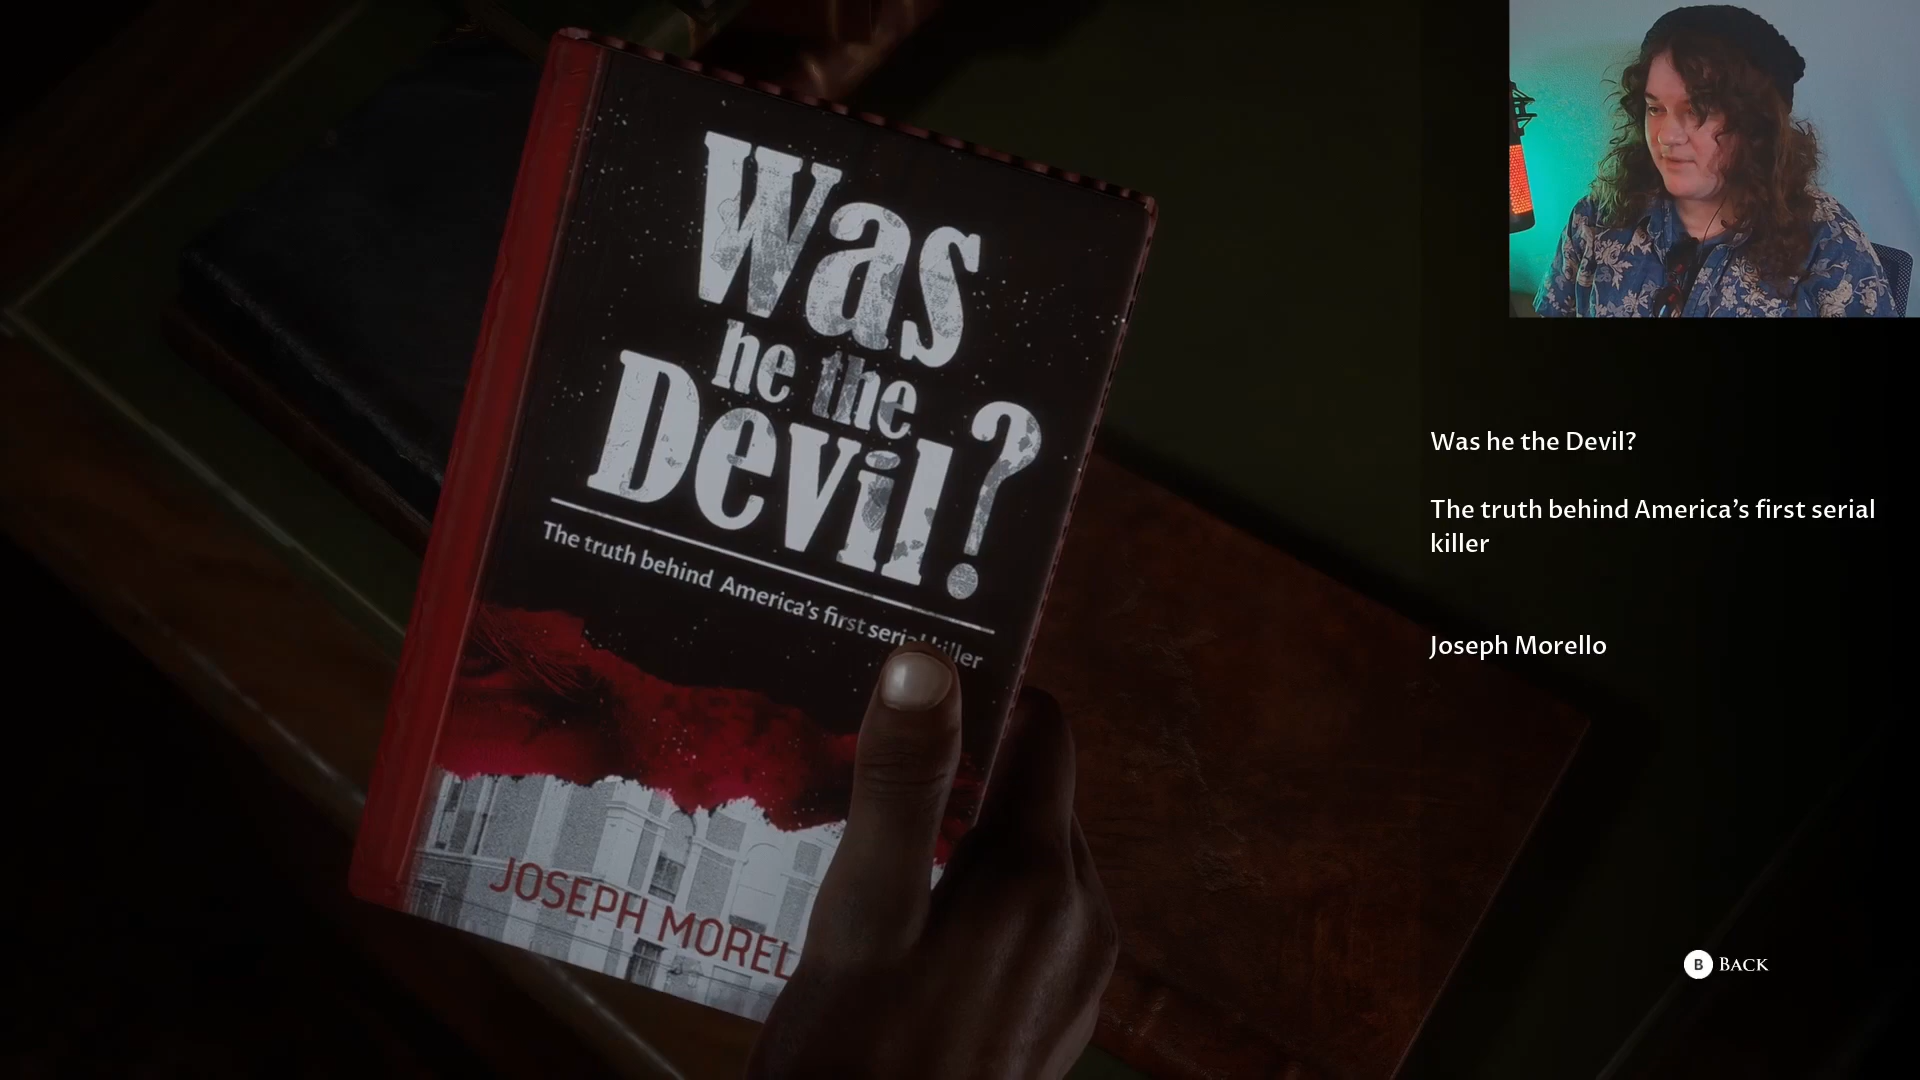 Was
he the
Devil?
The truth behind America's first serial killer
JOSEPH MOREL
Was he the Devil?
The truth behind America’s first serial
killer
Joseph Morello
B BACK